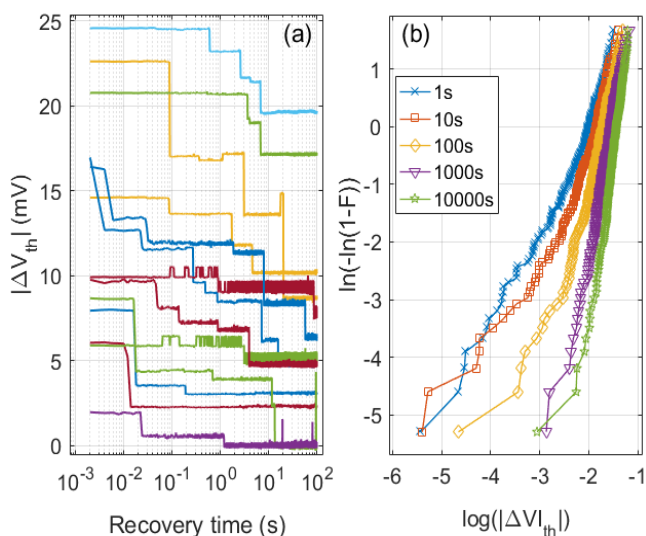 (a)
25
20
15
10
5
0
|ΔV_th| (mV)
10^-3 10^-2 10^-1 10^0 10^1 10^2
Recovery time (s)
(b)
1s
10s
100s
1000s
10000s
1
0
-1
-2
-3
-4
-5
ln(-ln(1-F))
-6 -5 -4 -3 -2 -1
log(|ΔVI_th|)